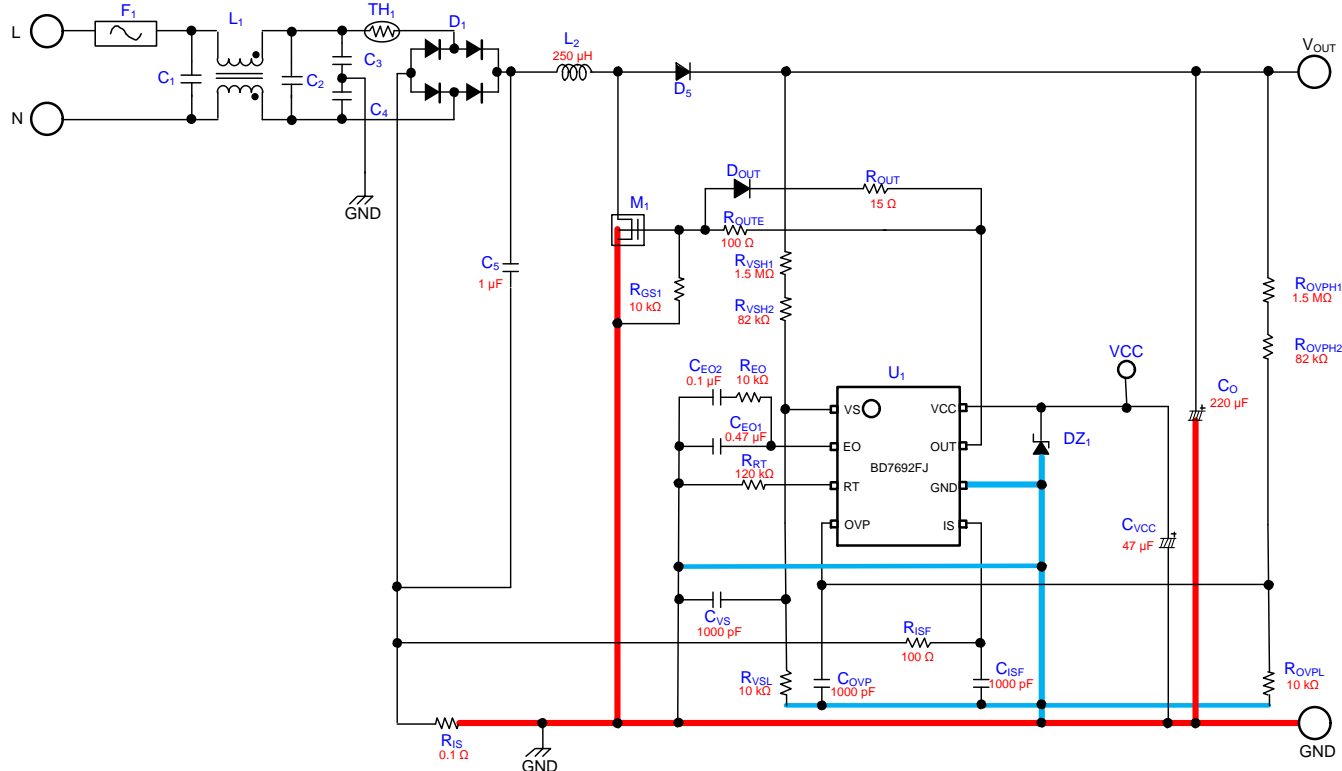 F1
L1
TH1
D1
L
C1
C2
C3
C4
N
GND
L2
250 µH
D5
VOUT
DOUT
ROUT
15 Ω
M1
ROUTE
100 Ω
C5
1 µF
RGS1
10 kΩ
RVSH1
1.5 MΩ
RVSH2
82 kΩ
ROVPH1
1.5 MΩ
ROVPH2
82 kΩ
CEO2
0.1 µF
REO
10 kΩ
CEO1
0.47 µF
RRT
120 kΩ
U1
VS
VCC
EO
OUT
BD7692FJ
RT
GND
OVP
IS
VCC
DZ1
CO
220 µF
CVCC
47 µF
CVS
1000 pF
RISF
100 Ω
RVSL
10 kΩ
COVP
1000 pF
CISF
1000 pF
ROVPL
10 kΩ
RIS
0.1 Ω
GND
GND